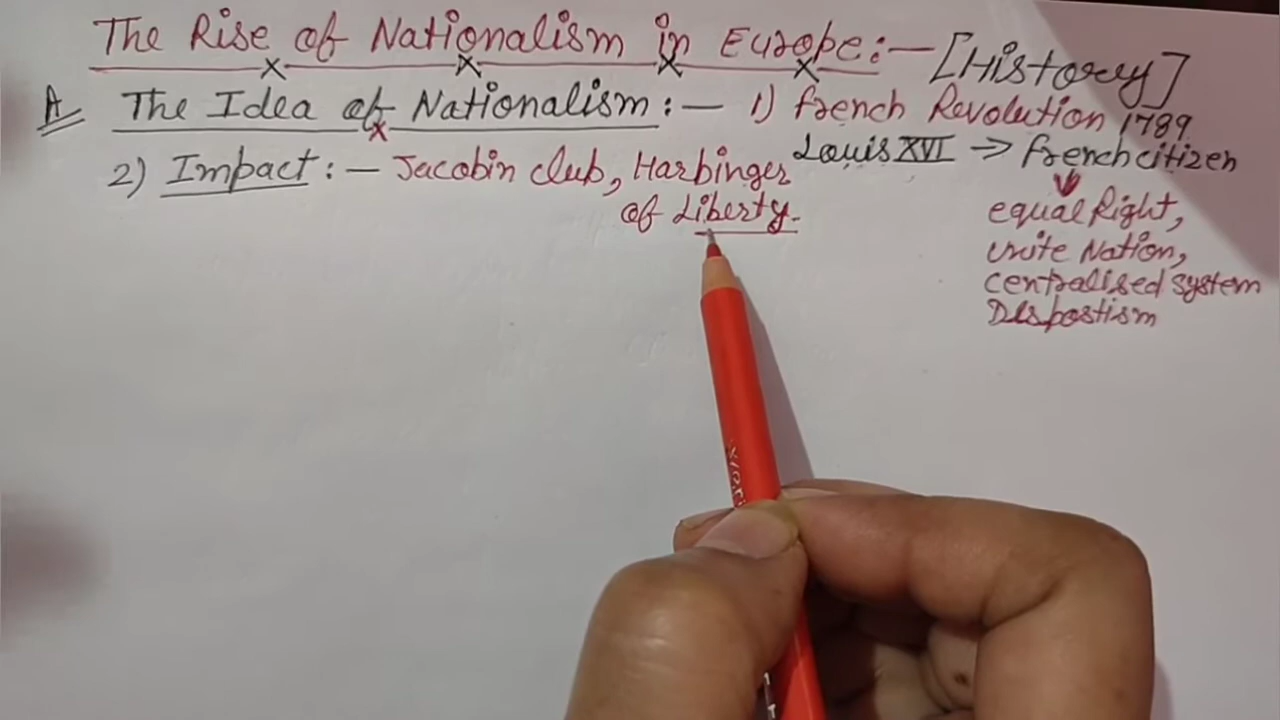 The Rise of Nationalism in Europe:- [History]
A The Idea of Nationalism :- 1) French Revolution 1789
Louis XVI → French citizen
2) Impact :- Jacobin club, Harbinger
of Liberty.
equal Right,
unite Nation,
centralised system
Desbostism